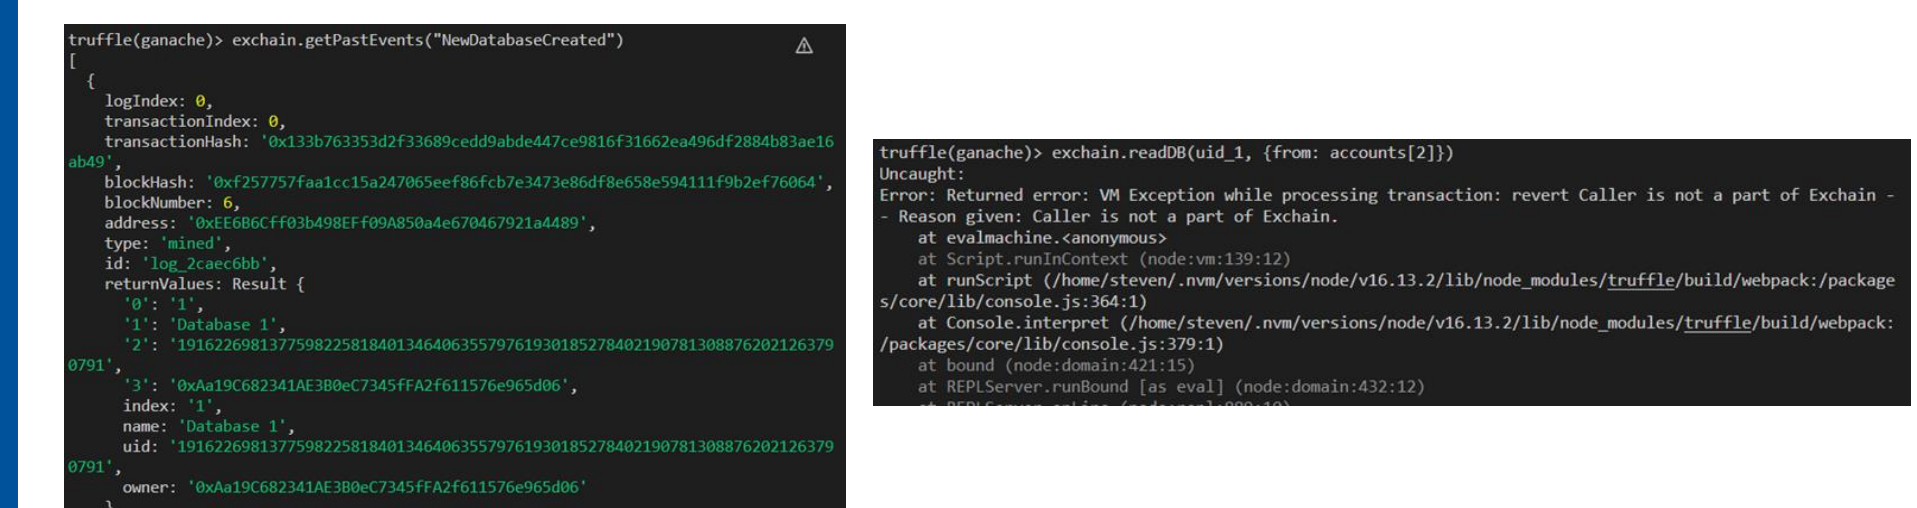 truffle(ganache)> exchain.getPastEvents("NewDatabaseCreated")
[
  {
    logIndex: 0,
    transactionIndex: 0,
    transactionHash: '0x133b763353d2f33689cedd9abde447ce9816f31662ea496df2884b83ae16
ab49',
    blockHash: '0xf257757faa1cc15a247065eef86fcb7e3473e86df8e658e594111f9b2ef76064',
    blockNumber: 6,
    address: '0xEE6B6Cff03b498EFf09A850a4e670467921a4489',
    type: 'mined',
    id: 'log_2caec6bb',
    returnValues: Result {
      '0': '1',
      '1': 'Database 1',
      '2': '191622698137759822581840134640635579761930185278402190781308876202126379
0791',
      '3': '0xAa19C682341AE3B0eC7345fFA2f611576e965d06',
      index: '1',
      name: 'Database 1',
      uid: '191622698137759822581840134640635579761930185278402190781308876202126379
0791',
      owner: '0xAa19C682341AE3B0eC7345fFA2f611576e965d06'
    }
truffle(ganache)> exchain.readDB(uid_1, {from: accounts[2]})
Uncaught:
Error: Returned error: VM Exception while processing transaction: revert Caller is not a part of Exchain -
- Reason given: Caller is not a part of Exchain.
    at evalmachine.<anonymous>
    at Script.runInContext (node:vm:139:12)
    at runScript (/home/steven/.nvm/versions/node/v16.13.2/lib/node_modules/truffle/build/webpack:/package
s/core/lib/console.js:364:1)
    at Console.interpret (/home/steven/.nvm/versions/node/v16.13.2/lib/node_modules/truffle/build/webpack:
/packages/core/lib/console.js:379:1)
    at bound (node:domain:421:15)
    at REPLServer.runBound [as eval] (node:domain:432:12)